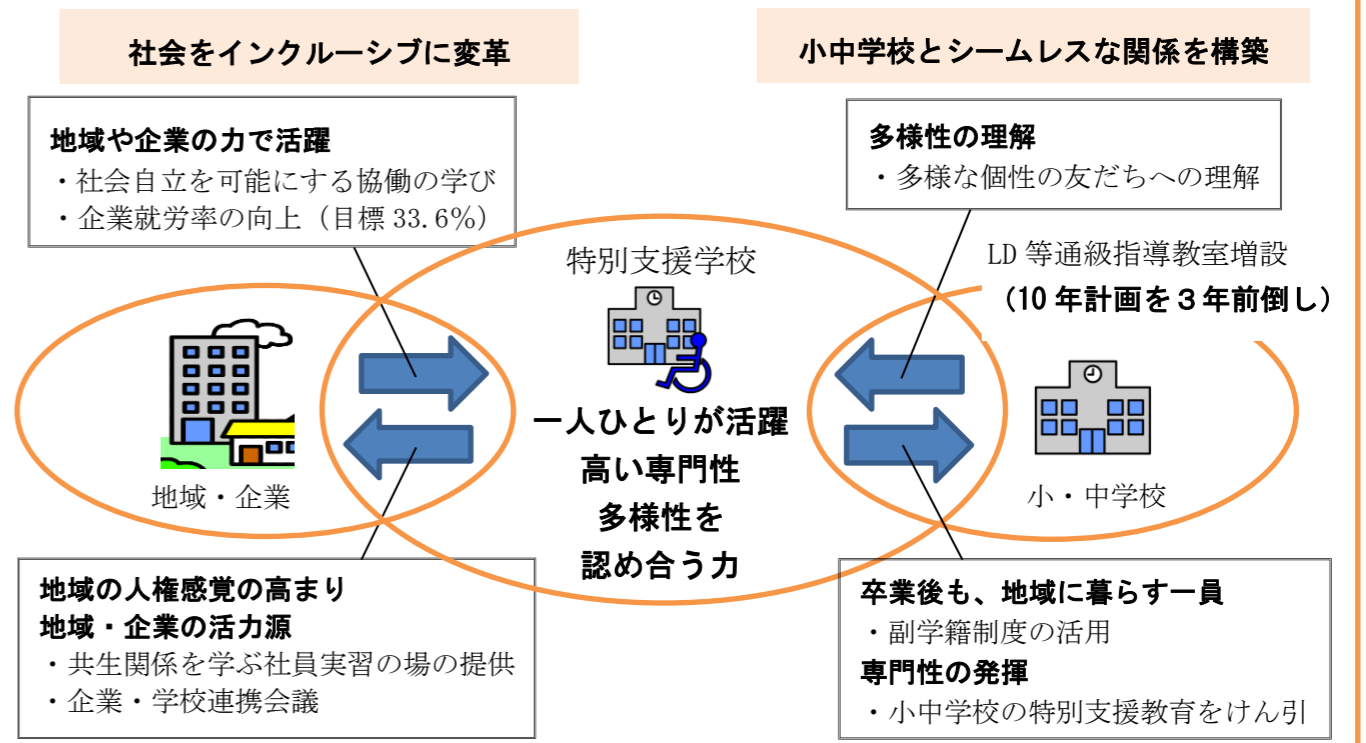 社会をインクルーシブに変革
小中学校とシームレスな関係を構築
地域や企業の力で活躍
・社会自立を可能にする協働の学び
・企業就労率の向上（目標 33.6%）
多様性の理解
・多様な個性の友だちへの理解
特別支援学校
LD 等通級指導教室増設
（10 年計画を３年前倒し）
一人ひとりが活躍
高い専門性
多様性を
認め合う力
地域・企業
小・中学校
地域の人権感覚の高まり
地域・企業の活力源
・共生関係を学ぶ社員実習の場の提供
・企業・学校連携会議
卒業後も、地域に暮らす一員
・副学籍制度の活用
専門性の発揮
・小中学校の特別支援教育をけん引